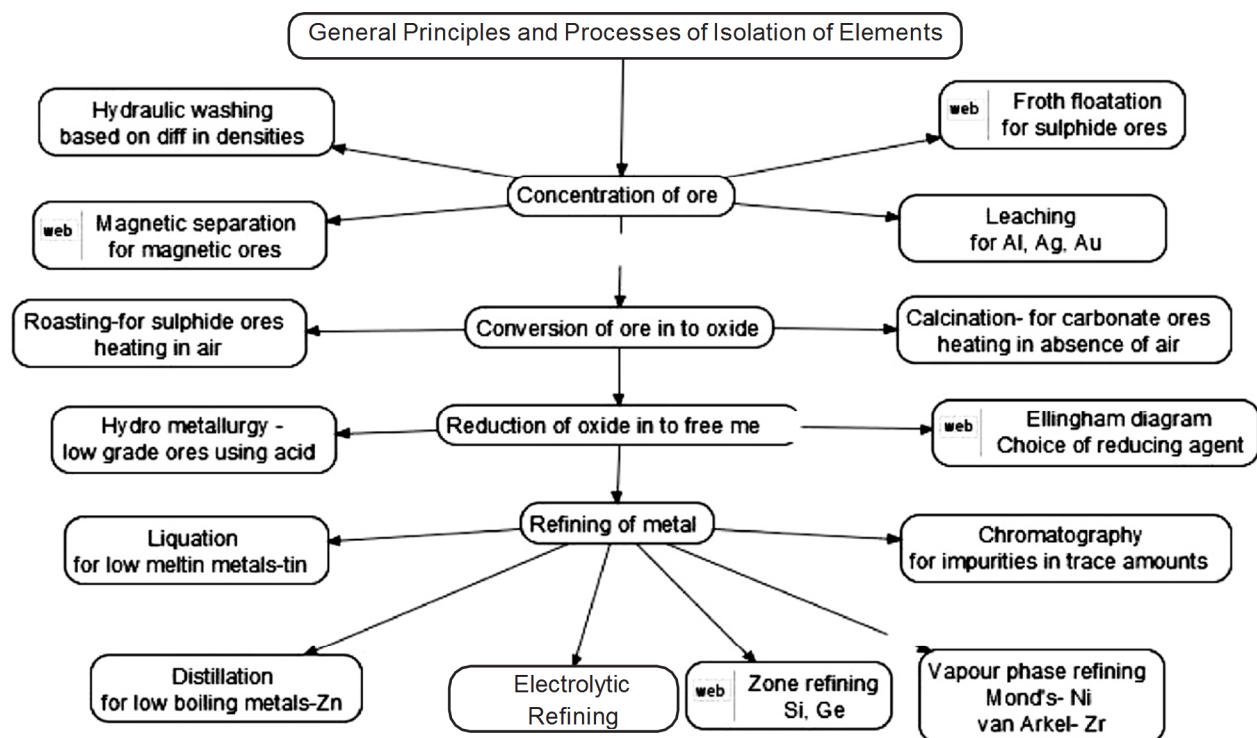 General Principles and Processes of Isolation of Elements
Hydraulic washing
based on diff in densities
web
Froth floatation
for sulphide ores
Concentration of ore
web
Magnetic separation
for magnetic ores
Leaching
for Al, Ag, Au
Roasting-for sulphide ores
heating in air
Conversion of ore in to oxide
Calcination- for carbonate ores
heating in absence of air
Hydro metallurgy -
low grade ores using acid
Reduction of oxide in to free me
web
Ellingham diagram
Choice of reducing agent
Refining of metal
Liquation
for low meltin metals-tin
Chromatography
for impurities in trace amounts
Distillation
for low boiling metals-Zn
Electrolytic
Refining
web
Zone refining
Si, Ge
Vapour phase refining
Mond's- Ni
van Arkel- Zr